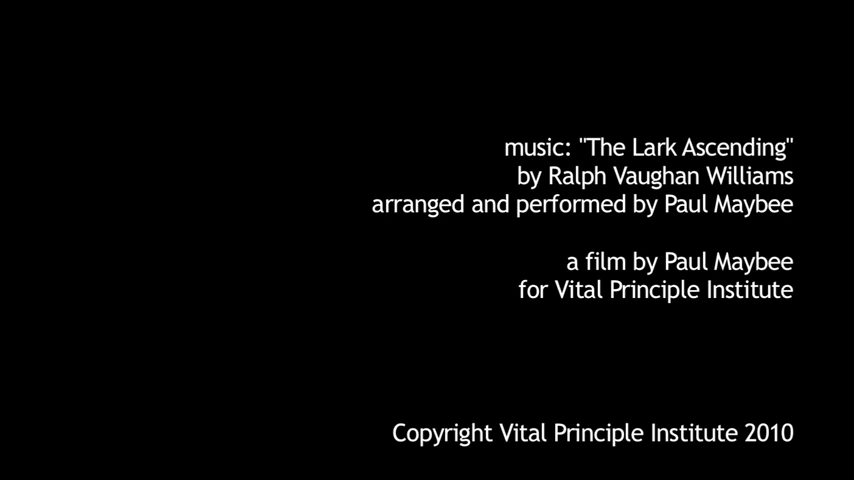 music: "The Lark Ascending"
by Ralph Vaughan Williams
arranged and performed by Paul Maybee
a film by Paul Maybee
for Vital Principle Institute
Copyright Vital Principle Institute 2010